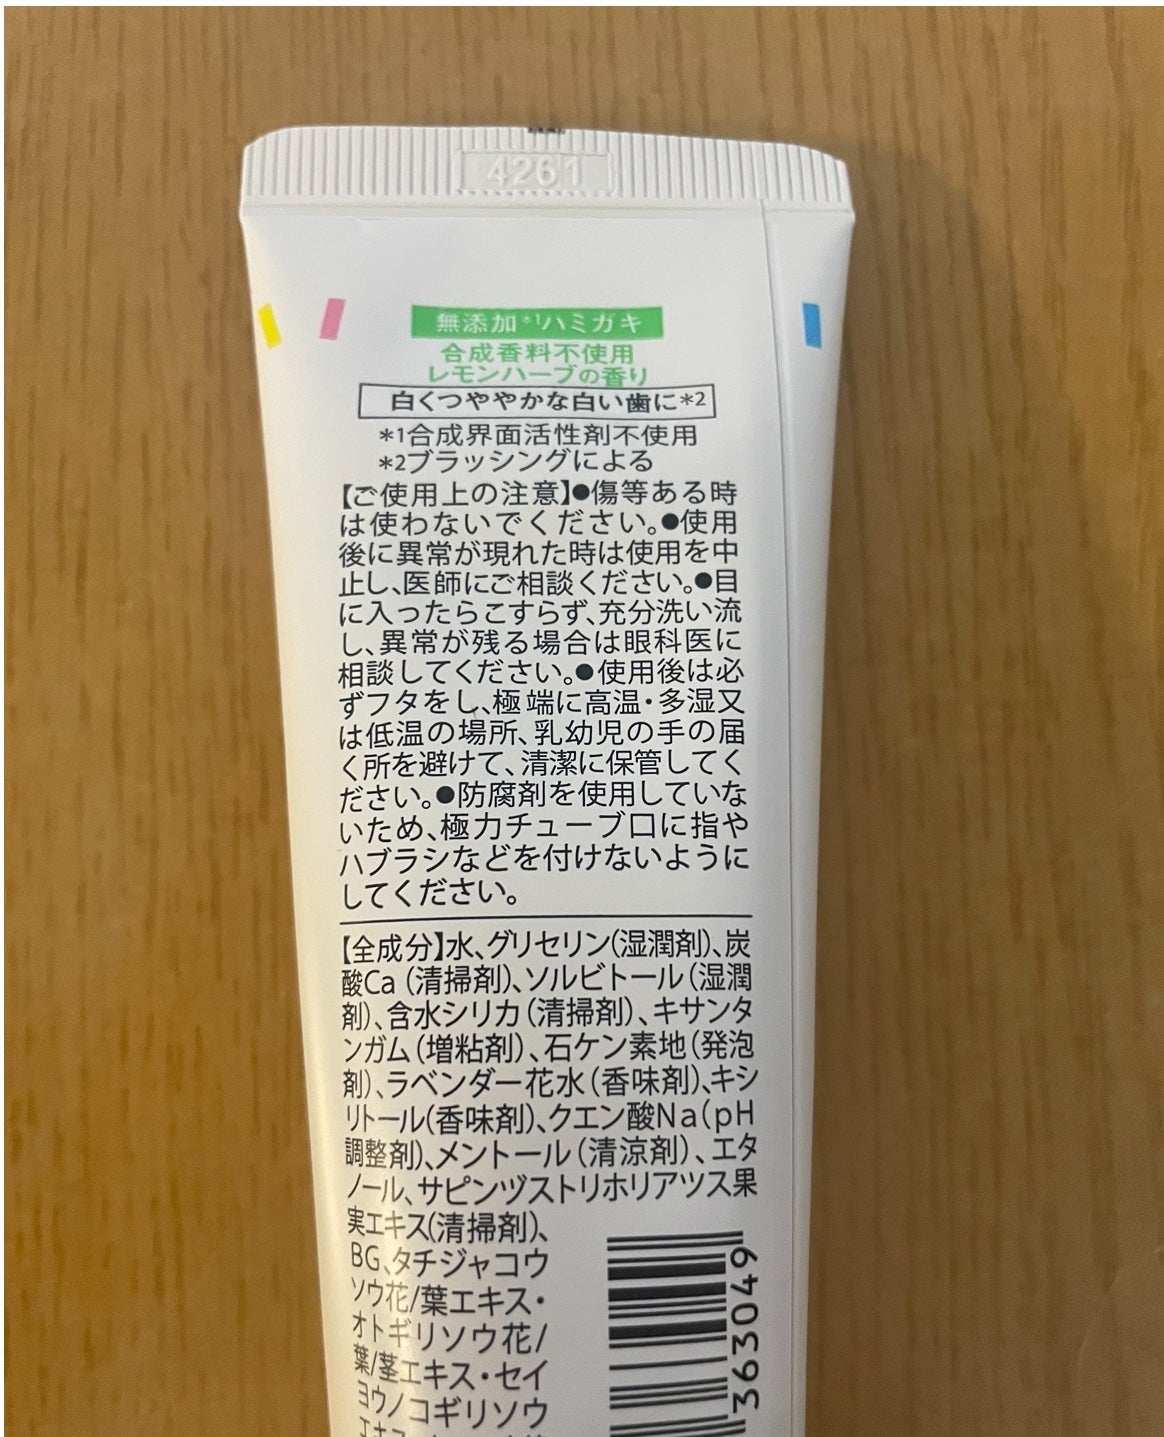 4261
無添加*1ハミガキ
合成香料不使用
レモンハーブの香り
白くつややかな白い歯に*2
*1合成界面活性剤不使用
*2ブラッシングによる
【ご使用上の注意】●傷等ある時
は使わないでください。●使用
後に異常が現れた時は使用を中
止し、医師にご相談ください。●目
に入ったらこすらず、充分洗い流
し、異常が残る場合は眼科医に
相談してください。●使用後は必
ずフタをし、極端に高温・多湿又
は低温の場所、乳幼児の手の届
く所を避けて、清潔に保管してく
ださい。●防腐剤を使用していな
いため、極力チューブ口に指や
ハブラシなどを付けないように
してください。
【全成分】水、グリセリン(湿潤剤)、炭
酸Ca(清掃剤)、ソルビトール(湿潤
剤)、含水シリカ(清掃剤)、キサンタ
ンガム(増粘剤)、石ケン素地(発泡
剤)、ラベンダー花水(香味剤)、キシ
リトール(香味剤)、クエン酸Na(pH
調整剤)、メントール(清涼剤)、エタ
ノール、サピンヅストリホリアツス果
実エキス(清掃剤)、
BG、タチジャコウ
ソウ花/葉エキス・
オトギリソウ花/
葉/茎エキス・セイ
ヨウノコギリソウ
363049